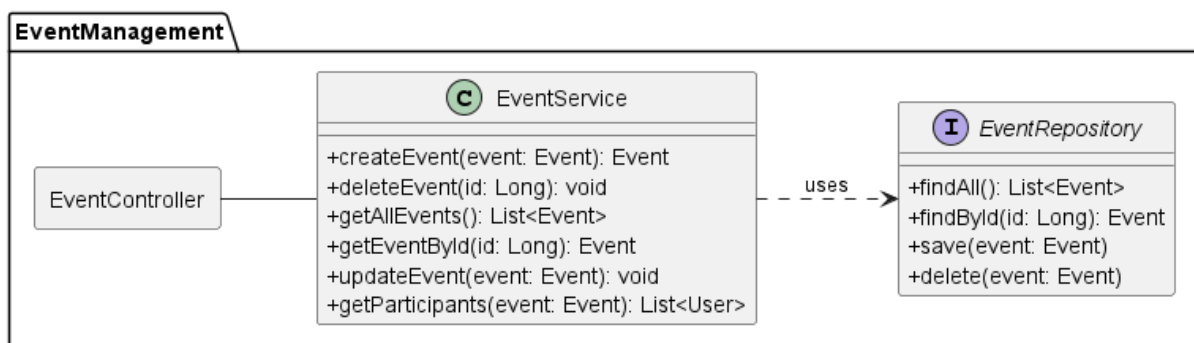 EventManagement
EventController
C EventService
+createEvent(event: Event): Event
+deleteEvent(id: Long): void
+getAllEvents(): List<Event>
+getEventById(id: Long): Event
+updateEvent(event: Event): void
+getParticipants(event: Event): List<User>
uses
I EventRepository
+findAll(): List<Event>
+findById(id: Long): Event
+save(event: Event)
+delete(event: Event)